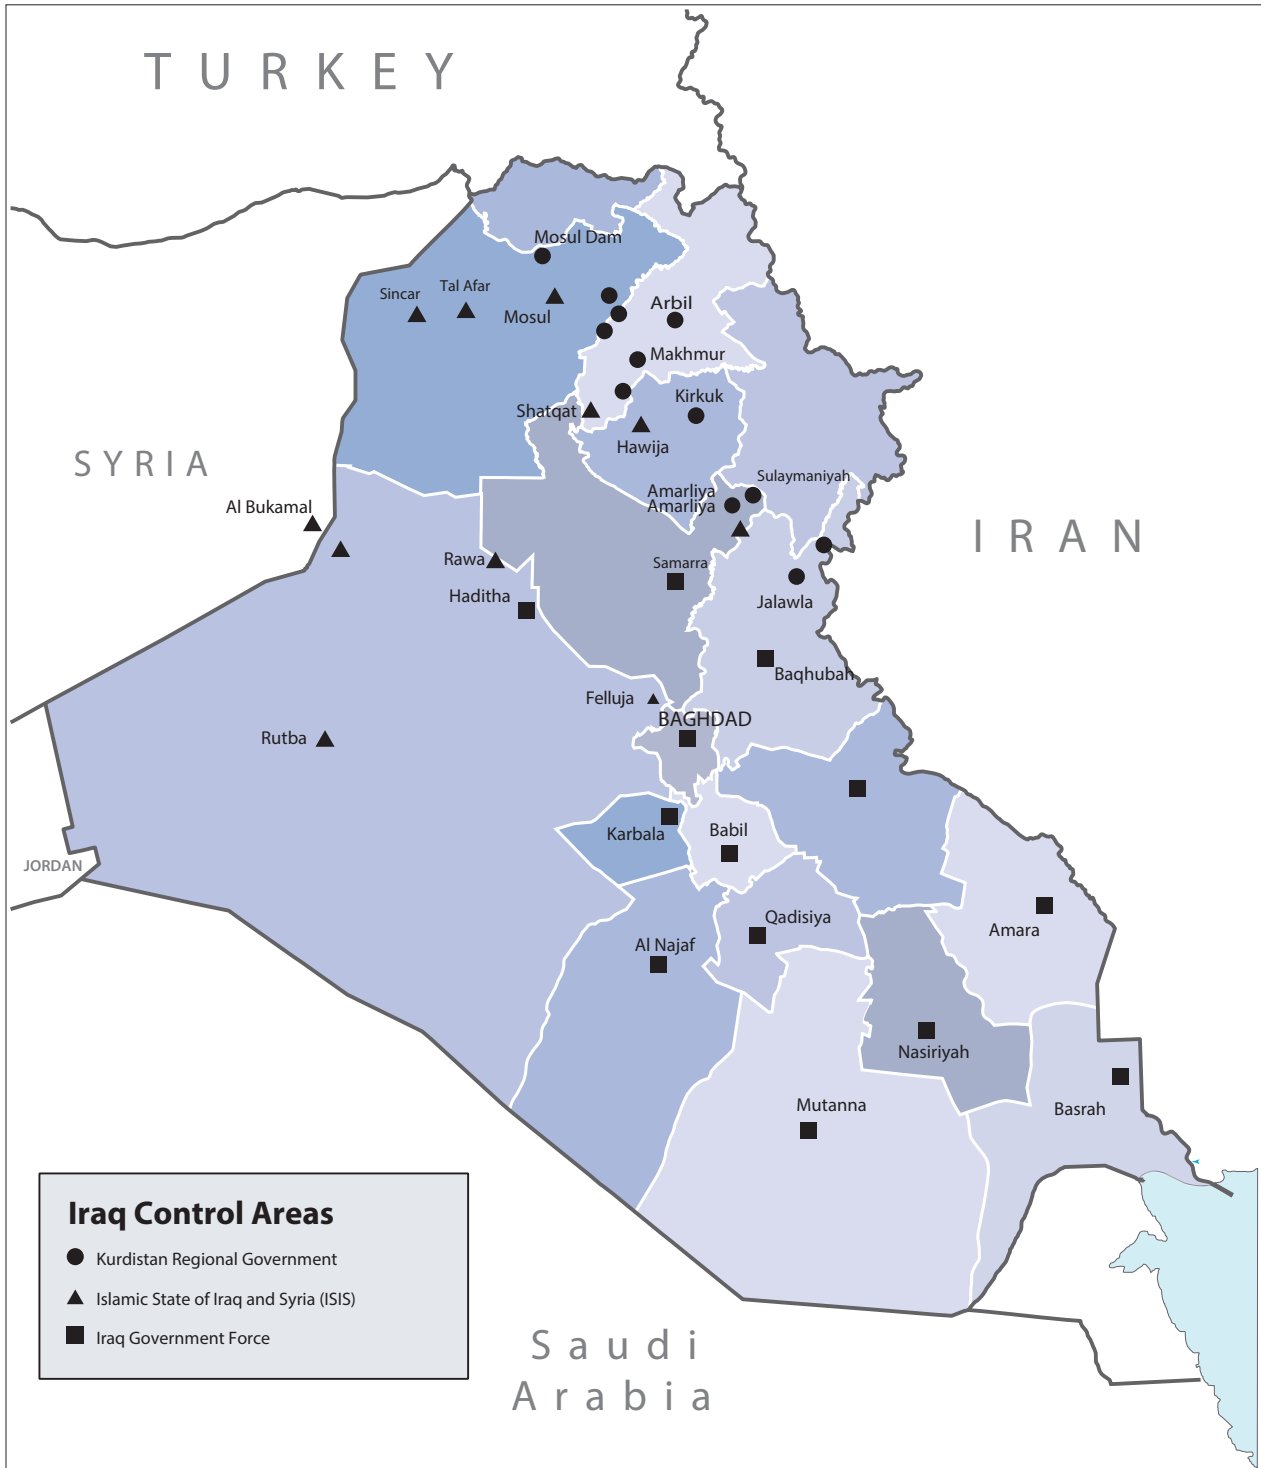 TURKEY
Mosul Dam
Sincar
Tal Afar
Mosul
Arbil
Makhmur
Shatqat
Kirkuk
Hawija
SYRIA
Sulaymaniyah
Amarliya
Amarliya
Al Bukamal
IRAN
Rawa
Samarra
Haditha
Jalawla
Baqhubah
Felluja
BAGHDAD
Rutba
Karbala
Babil
JORDAN
Qadisiya
Amara
Al Najaf
Nasiriyah
Mutanna
Basrah
Iraq Control Areas
Kurdistan Regional Government
Islamic State of Iraq and Syria (ISIS)
Iraq Government Force
Saudi
Arabia